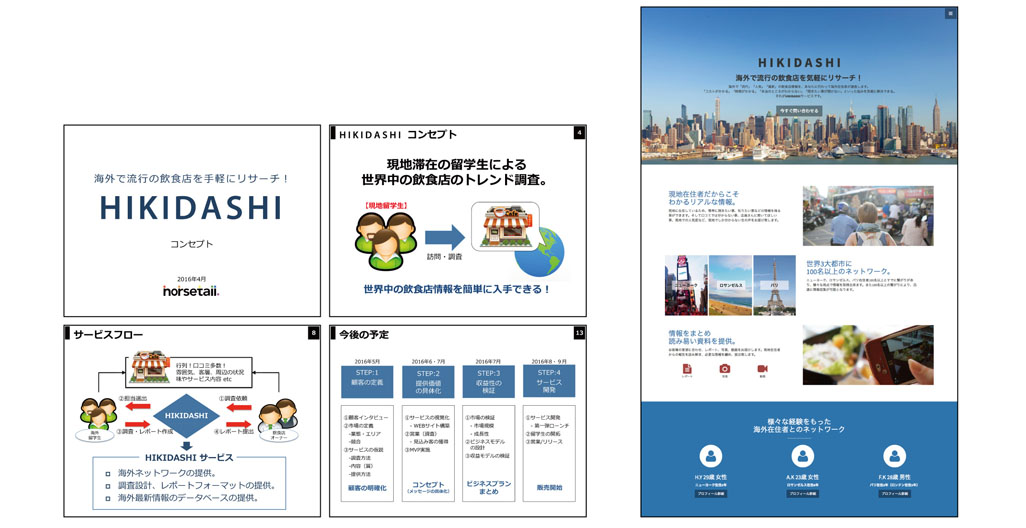 海外で流行の飲食店を手軽にリサーチ！
HIKIDASHI
コンセプト
2016年4月
norsetaii.
HIKIDASHI コンセプト
4
現地滞在の留学生による
世界中の飲食店のトレンド調査。
【現地留学生】
Cafe
訪問・調査
世界中の飲食店情報を簡単に入手できる！
サービスフロー
8
行列！口コミ多数！
雰囲気、客層、周辺の状況
味やサービス内容 etc
②担当選出
①調査依頼
HIKIDASHI
海外
留学生
飲食店
オーナー
③調査・レポート作成
④レポート提出
HIKIDASHI サービス
海外ネットワークの提供。
調査設計、レポートフォーマットの提供。
海外最新情報のデータベースの提供。
今後の予定
13
2016年5月
2016年6・7月
2016年7月
2016年8・9月
STEP:1
顧客の定義
STEP:2
提供価値
の具体化
STEP:3
収益性の
検証
STEP:4
サービス
開発
①顧客インタビュー
②市場の定義
-業態・エリア
-競合
③サービスの仮説
-調査方法
-内容（質）
-提供方法
顧客の明確化
①サービスの視覚化
- WEBサイト構築
②営業（調査）
- 見込み客の獲得
③MVP実施
コンセプト
（メッセージの具体化）
①市場の検証
- 市場規模
- 成長性
②ビジネスモデル
の設計
③収益モデルの検証
ビジネスプラン
まとめ
①サービス開発
- 第一弾ローンチ
②留学生の開拓
③営業/リリース
販売開始
HIKIDASHI
海外で流行の飲食店を気軽にリサーチ！
今すぐ問い合わせる
現地在住者だからこそ
わかるリアルな情報。
ニューヨーク
ロサンゼルス
パリ
世界3大都市に
100名以上のネットワーク。
情報をまとめ
読み易い資料を提供。
レポート
写真
動画
様々な経験をもった
海外在住者とのネットワーク
H.Y 29歳 女性
A.K 23歳 女性
F.K 28歳 男性
プロフィール詳細
プロフィール詳細
プロフィール詳細